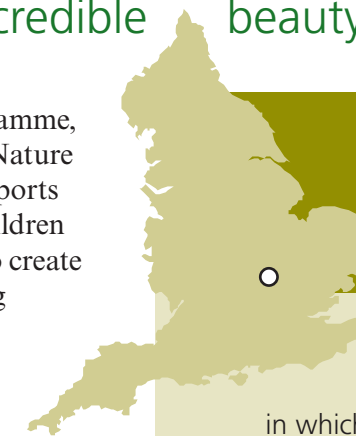 credible beauty
amme,
Nature
ports
ldren
o create
g
in which